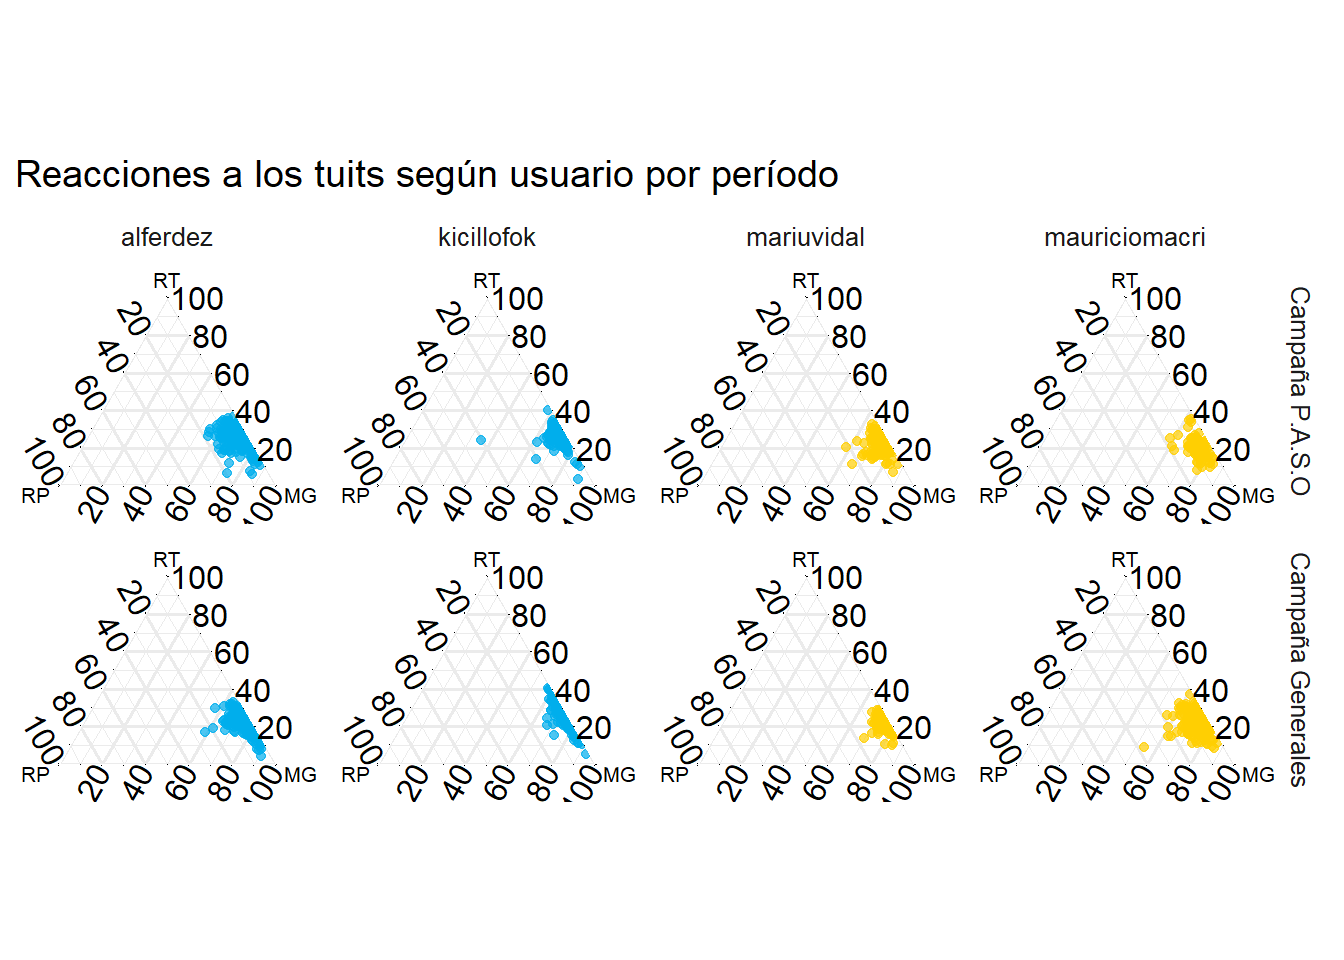 Reacciones a los tuits según usuario por período
alferdez kicillofok mariuvidal mauriciomacri
RT RT RT RT
20 100 20 100 20 100 20 100
40 80 40 80 40 80 40 80
60 60 60 60 60 60 60 60
80 40 80 40 80 40 80 40
100 20 100 20 100 20 100 20
RP MG RP MG RP MG RP MG
20 40 60 80 100 20 40 60 80 100 20 40 60 80 100 20 40 60 80 100
Campaña P.A.S.O
RT RT RT RT
20 100 20 100 20 100 20 100
40 80 40 80 40 80 40 80
60 60 60 60 60 60 60 60
80 40 80 40 80 40 80 40
100 20 100 20 100 20 100 20
RP MG RP MG RP MG RP MG
20 40 60 80 100 20 40 60 80 100 20 40 60 80 100 20 40 60 80 100
Campaña Generales